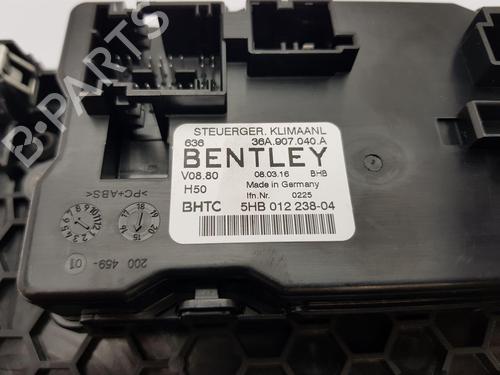 B-PARTS
STEUERGER. KLIMAANL
636 36A.907.040.A
BENTLEY
V08.80 08.03.16 BHB
H50 Made in Germany
lfn.Nr. 0225
BHTC 5HB 012 238-04
>PC+ABS<
200 459-
01